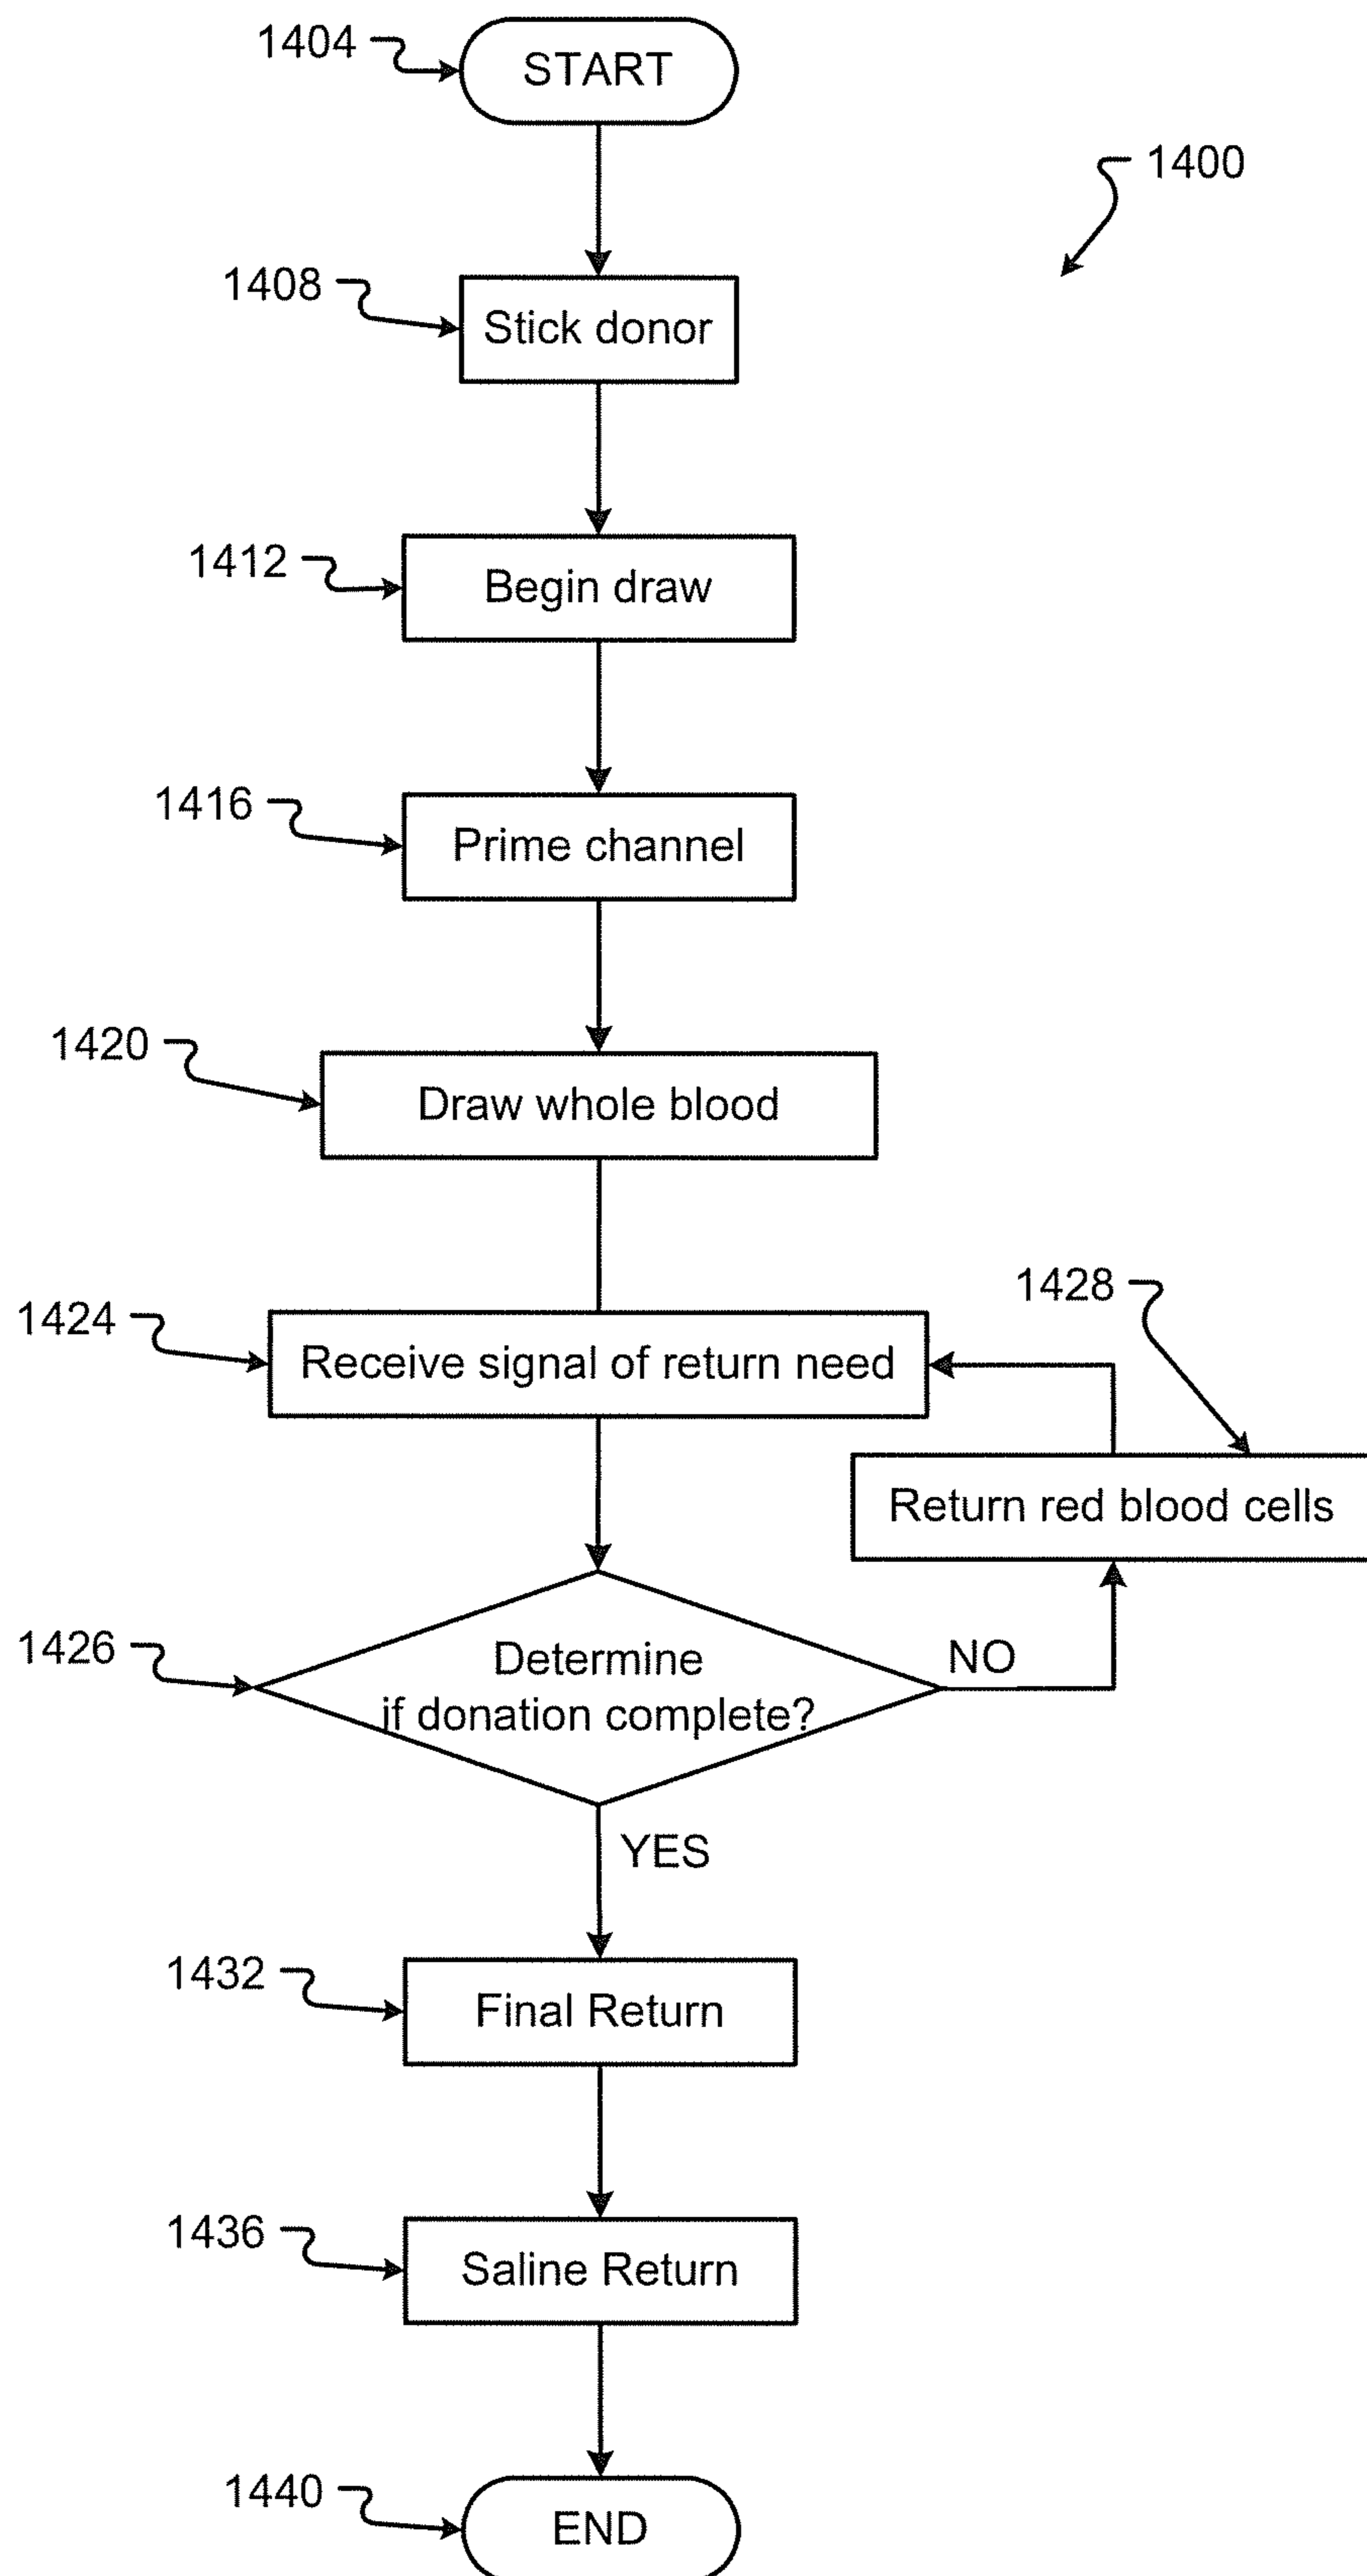 1404
START
1400
1408
Stick donor
1412
Begin draw
1416
Prime channel
1420
Draw whole blood
1428
1424
Receive signal of return need
Return red blood cells
1426
Determine
if donation complete?
NO
YES
1432
Final Return
1436
Saline Return
1440
END